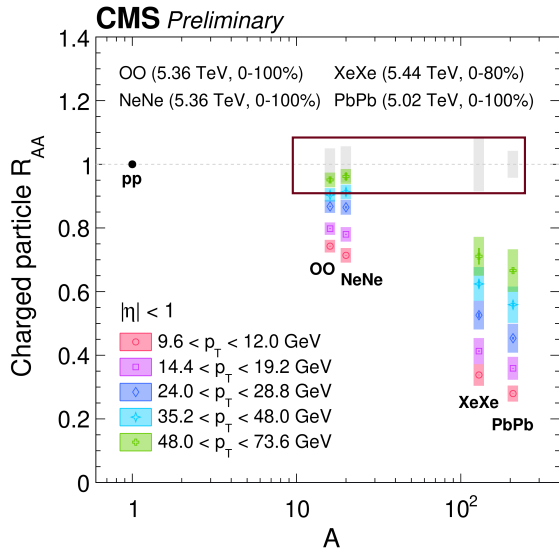 CMS Preliminary
OO (5.36 TeV, 0-100%) XeXe (5.44 TeV, 0-80%)
NeNe (5.36 TeV, 0-100%) PbPb (5.02 TeV, 0-100%)
Charged particle R_AA
1.4
1.2
1
0.8
0.6
0.4
0.2
0
pp
OO
NeNe
XeXe
PbPb
|η| < 1
9.6 < p_T < 12.0 GeV
14.4 < p_T < 19.2 GeV
24.0 < p_T < 28.8 GeV
35.2 < p_T < 48.0 GeV
48.0 < p_T < 73.6 GeV
1 10 10²
A